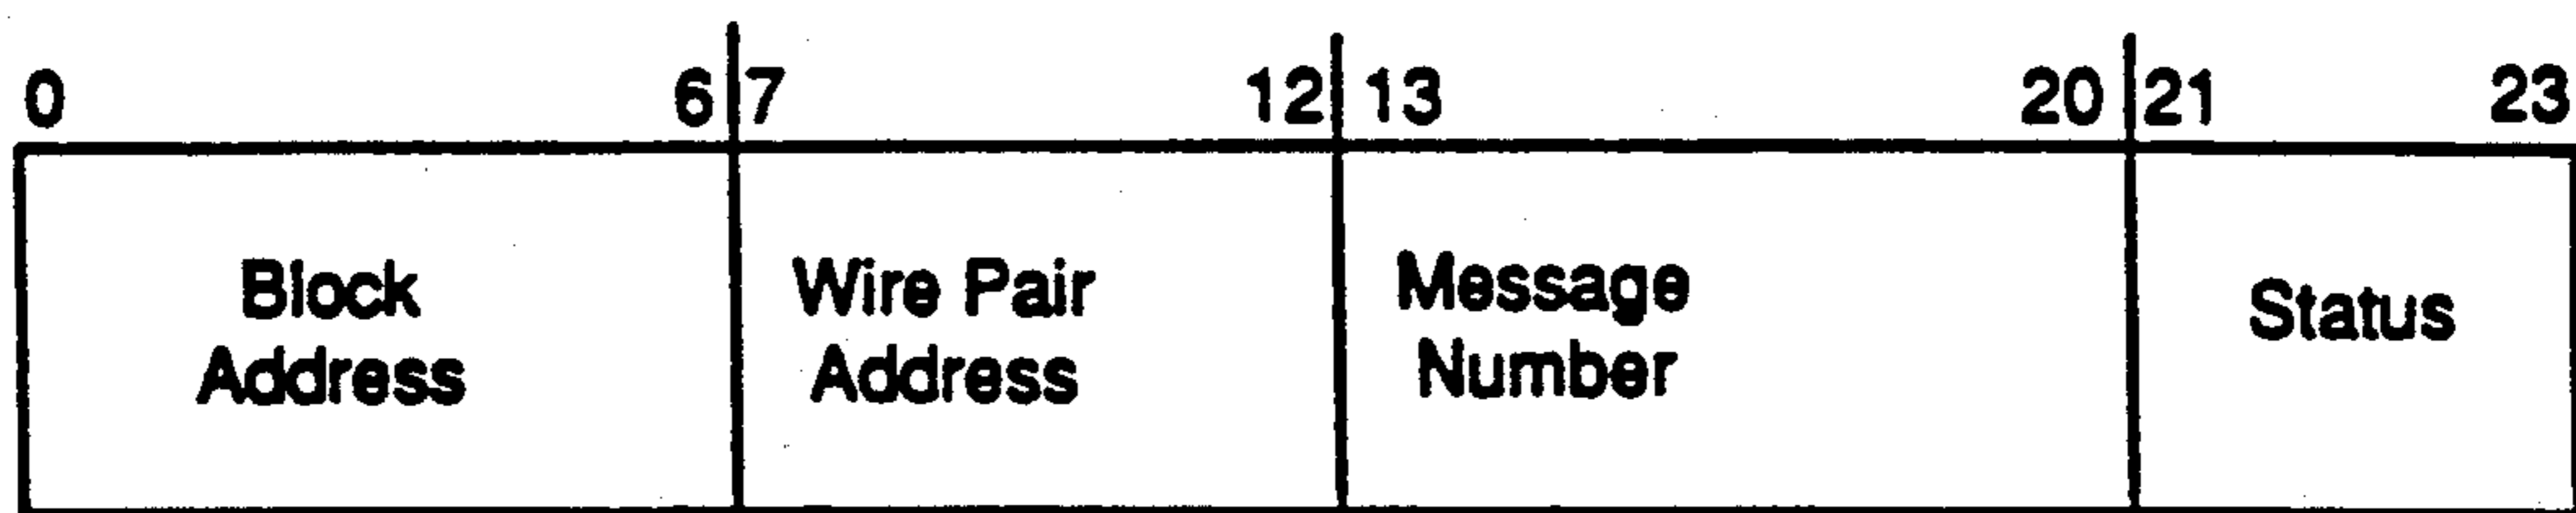 0 6 7 12 13 20 21 23
Block
Address
Wire Pair
Address
Message
Number
Status